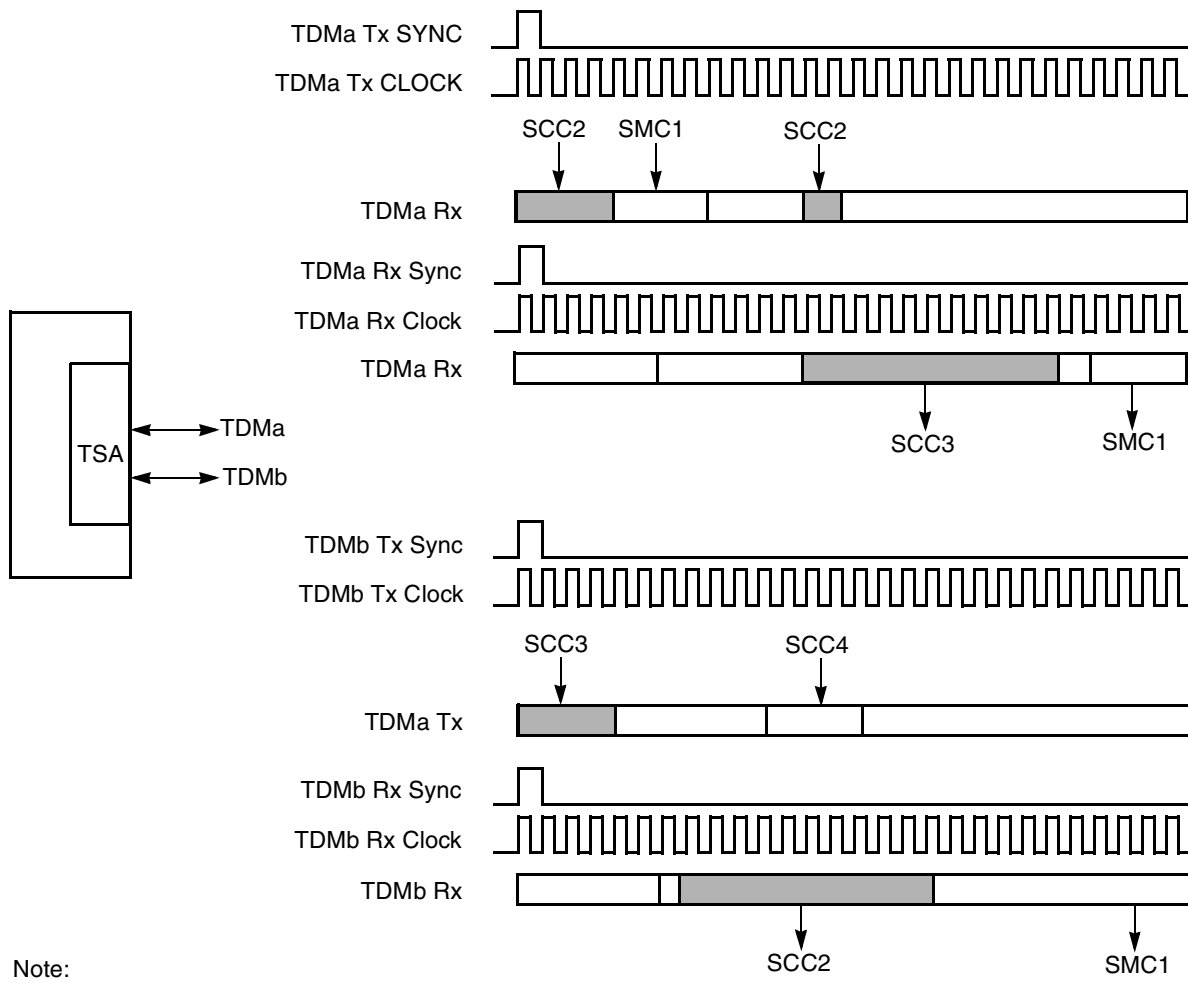 TDMa Tx SYNC
TDMa Tx CLOCK
SCC2 SMC1 SCC2
TDMa Rx
TDMa Rx Sync
TDMa Rx Clock
TDMa Rx
SCC3 SMC1
TSA
TDMa
TDMb
TDMb Tx Sync
TDMb Tx Clock
SCC3 SCC4
TDMa Tx
TDMb Rx Sync
TDMb Rx Clock
TDMb Rx
SCC2 SMC1
Note: